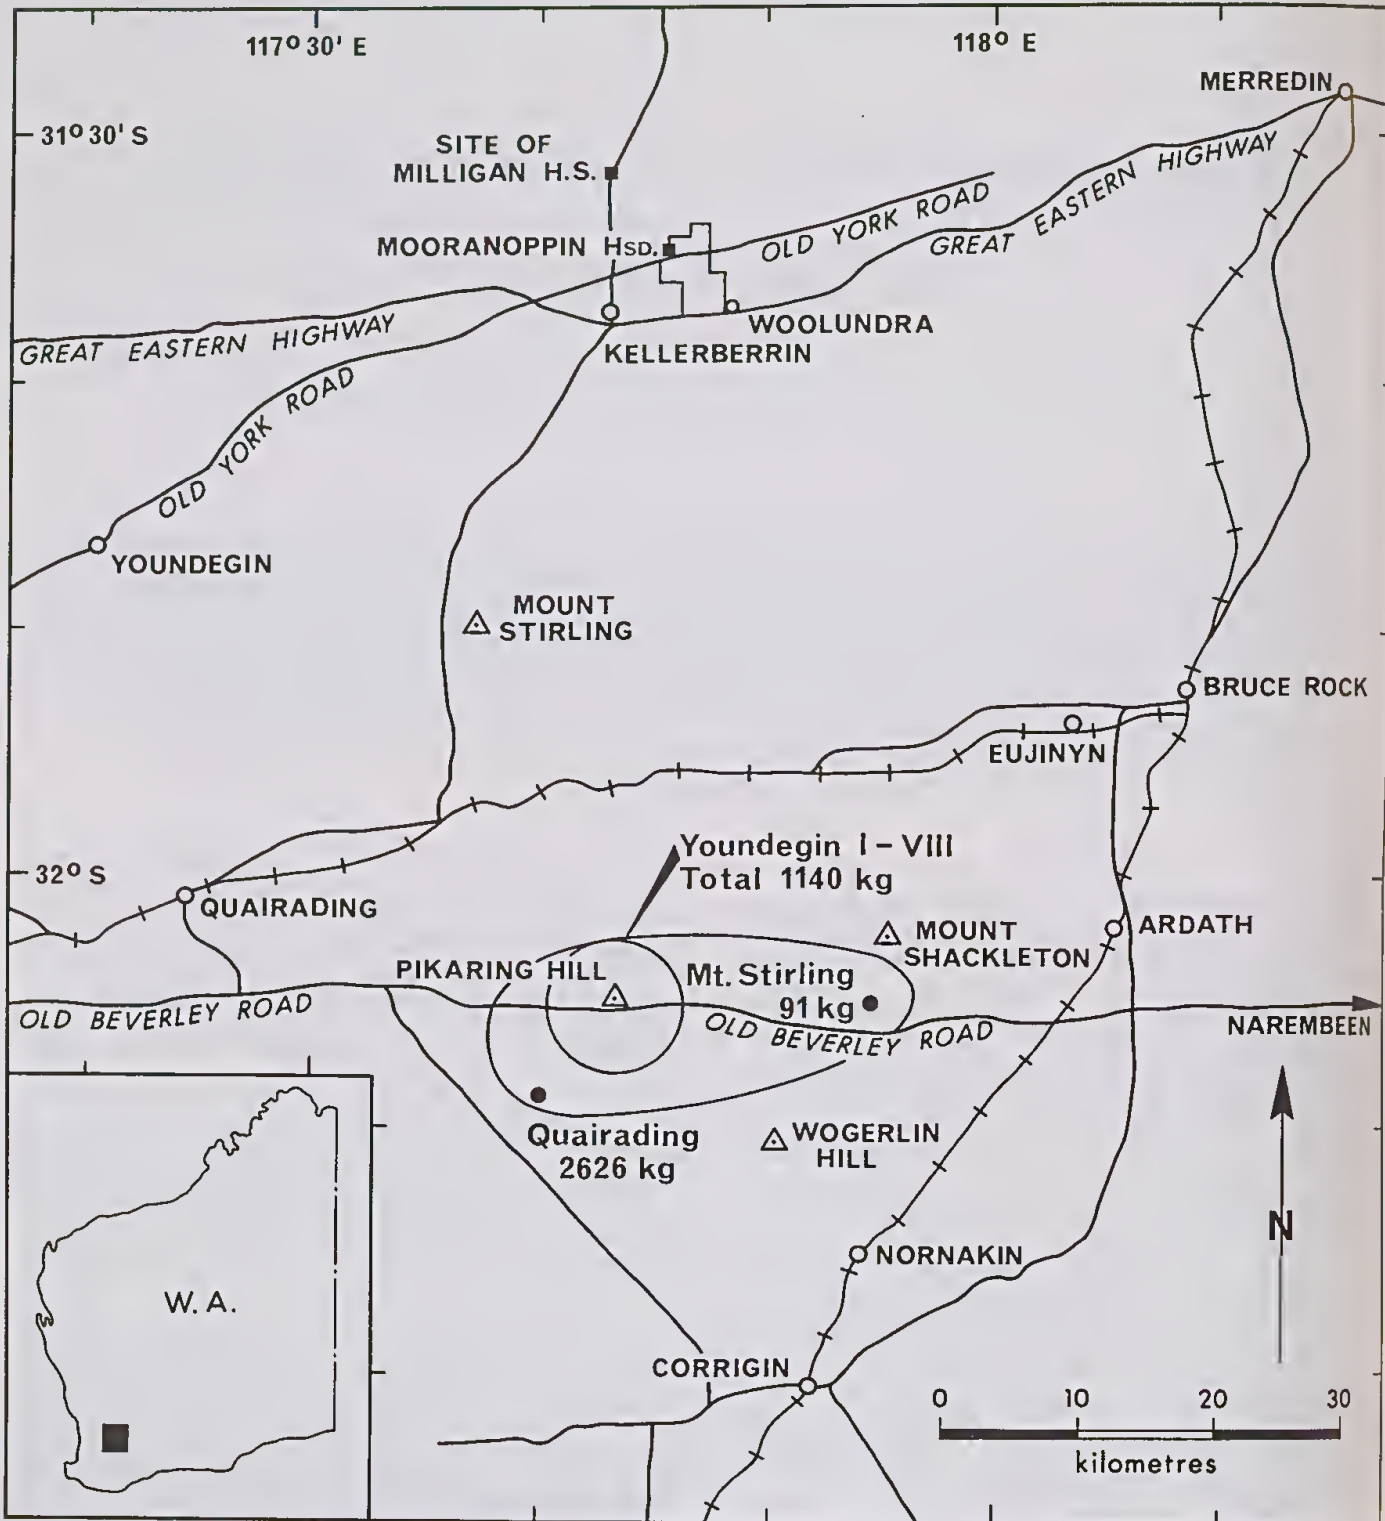 117° 30' E
118° E
MERREDIN
31° 30' S
SITE OF
MILLIGAN H.S.
MOORANOPPIN HSD.
OLD YORK ROAD
GREAT EASTERN HIGHWAY
WOOLUNDRA
GREAT EASTERN HIGHWAY
KELLERBERRIN
OLD YORK ROAD
YOUNDEGIN
MOUNT
STIRLING
BRUCE ROCK
EUJINYN
Youndegin I – VIII
Total 1140 kg
32° S
QUAIRADING
ARDATH
MOUNT
SHACKLETON
PIKARING HILL
Mt. Stirling
91 kg
OLD BEVERLEY ROAD
OLD BEVERLEY ROAD
NAREMBEEN
Quairading
2626 kg
WOGERLIN
HILL
N
NORNAKIN
W. A.
CORRIGIN
0 10 20 30
kilometres